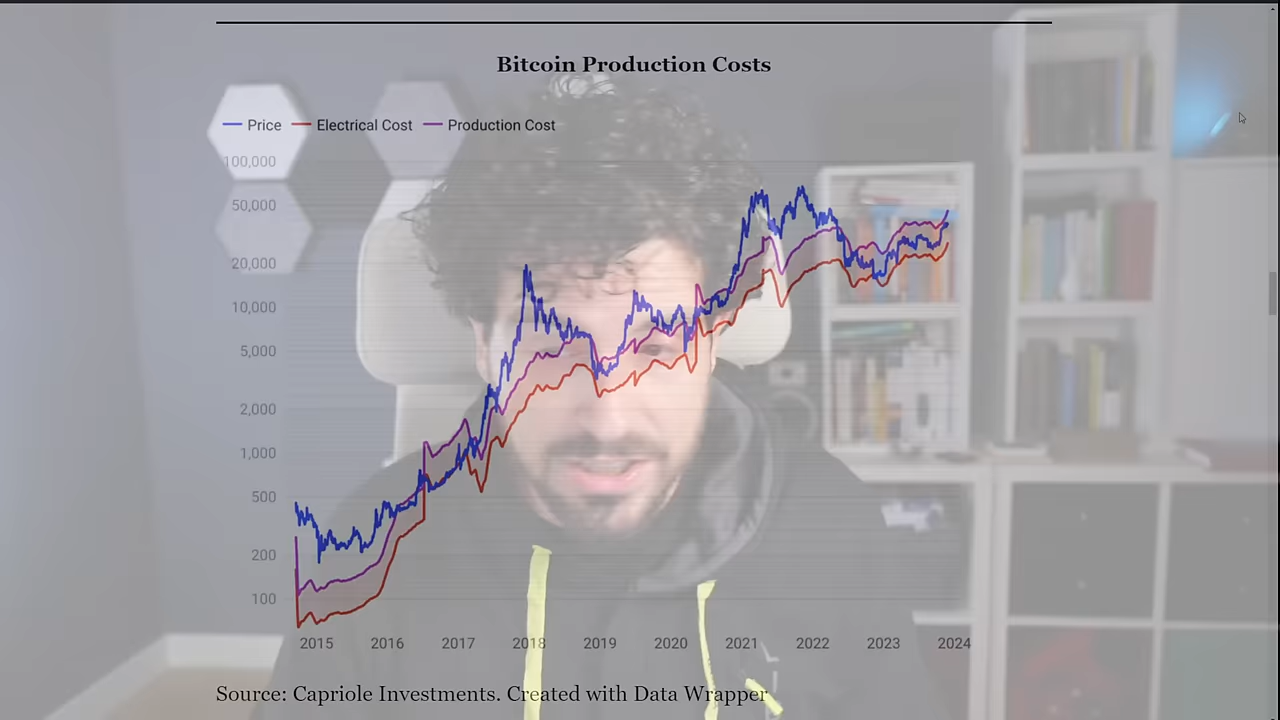 Bitcoin Production Costs
Price Electrical Cost Production Cost
100,000
50,000
20,000
10,000
5,000
2,000
1,000
500
200
100
2015 2016 2017 2018 2019 2020 2021 2022 2023 2024
Source: Capriole Investments. Created with Data Wrapper